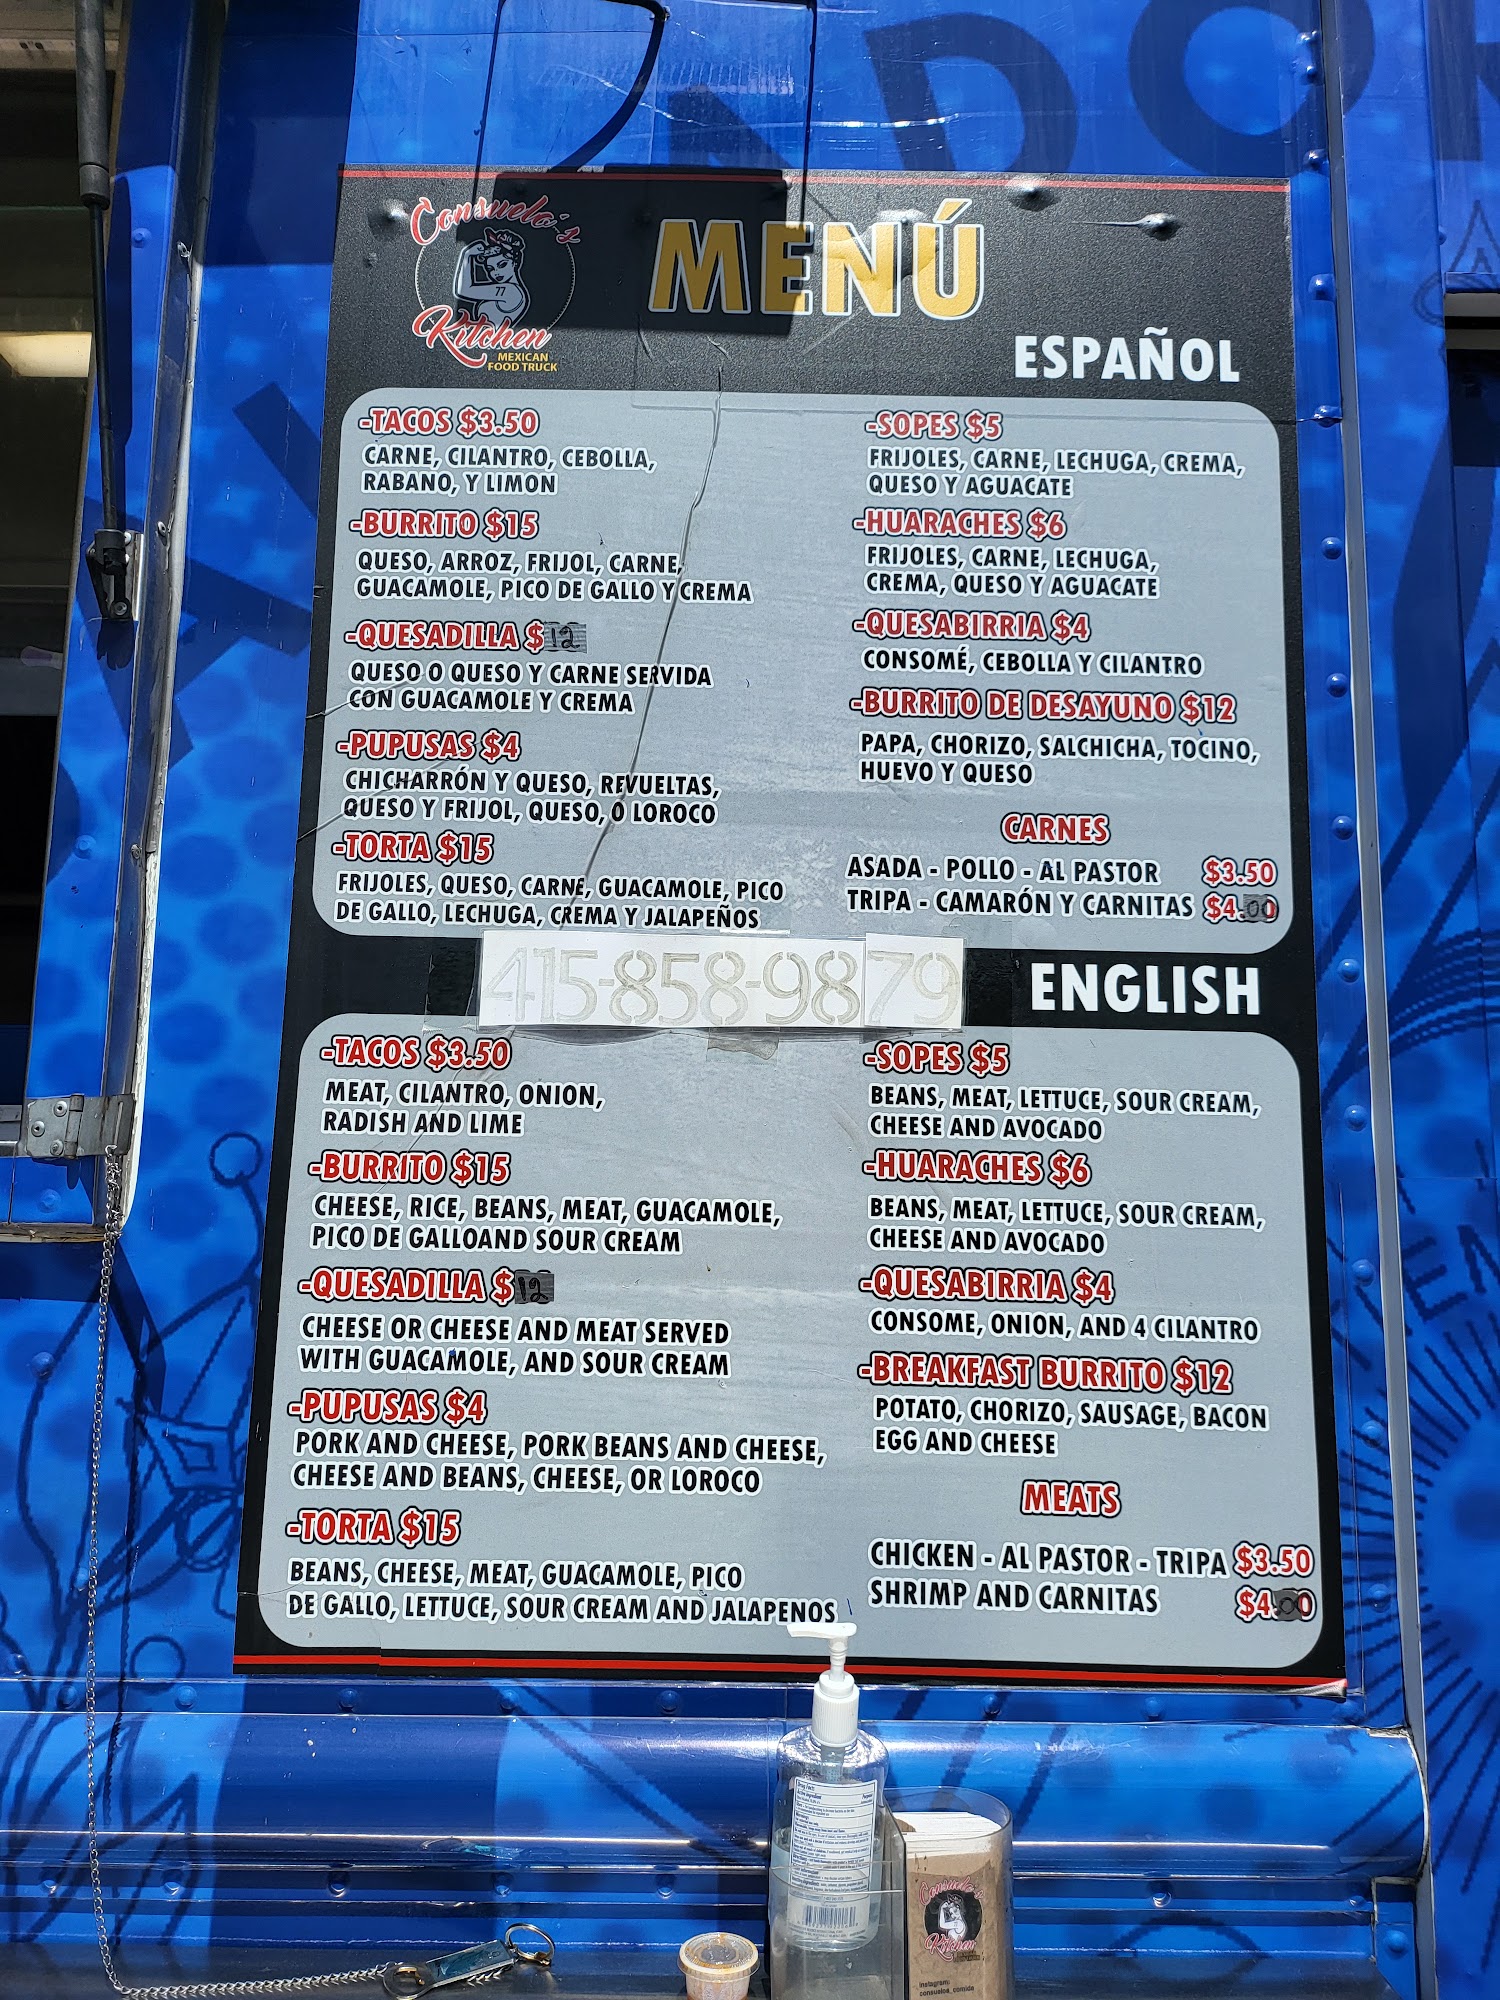 Consuelo's
77
Kitchen
MEXICAN
FOOD TRUCK
MENÚ
ESPAÑOL
-TACOS $3.50
CARNE, CILANTRO, CEBOLLA,
RABANO, Y LIMON
-BURRITO $15
QUESO, ARROZ, FRIJOL, CARNE,
GUACAMOLE, PICO DE GALLO Y CREMA
-QUESADILLA $12
QUESO O QUESO Y CARNE SERVIDA
CON GUACAMOLE Y CREMA
-PUPUSAS $4
CHICHARRÓN Y QUESO, REVUELTAS,
QUESO Y FRIJOL, QUESO, O LOROCO
-TORTA $15
FRIJOLES, QUESO, CARNE, GUACAMOLE, PICO
DE GALLO, LECHUGA, CREMA Y JALAPEÑOS
-SOPES $5
FRIJOLES, CARNE, LECHUGA, CREMA,
QUESO Y AGUACATE
-HUARACHES $6
FRIJOLES, CARNE, LECHUGA,
CREMA, QUESO Y AGUACATE
-QUESABIRRIA $4
CONSOMÉ, CEBOLLA Y CILANTRO
-BURRITO DE DESAYUNO $12
PAPA, CHORIZO, SALCHICHA, TOCINO,
HUEVO Y QUESO
CARNES
ASADA - POLLO - AL PASTOR $3.50
TRIPA - CAMARÓN Y CARNITAS $4.00
415-858-9879
ENGLISH
-TACOS $3.50
MEAT, CILANTRO, ONION,
RADISH AND LIME
-BURRITO $15
CHEESE, RICE, BEANS, MEAT, GUACAMOLE,
PICO DE GALLOAND SOUR CREAM
-QUESADILLA $12
CHEESE OR CHEESE AND MEAT SERVED
WITH GUACAMOLE, AND SOUR CREAM
-PUPUSAS $4
PORK AND CHEESE, PORK BEANS AND CHEESE,
CHEESE AND BEANS, CHEESE, OR LOROCO
-TORTA $15
BEANS, CHEESE, MEAT, GUACAMOLE, PICO
DE GALLO, LETTUCE, SOUR CREAM AND JALAPENOS
-SOPES $5
BEANS, MEAT, LETTUCE, SOUR CREAM,
CHEESE AND AVOCADO
-HUARACHES $6
BEANS, MEAT, LETTUCE, SOUR CREAM,
CHEESE AND AVOCADO
-QUESABIRRIA $4
CONSOME, ONION, AND 4 CILANTRO
-BREAKFAST BURRITO $12
POTATO, CHORIZO, SAUSAGE, BACON
EGG AND CHEESE
MEATS
CHICKEN - AL PASTOR - TRIPA $3.50
SHRIMP AND CARNITAS $4.00
Consuelo's
Kitchen
instagram: